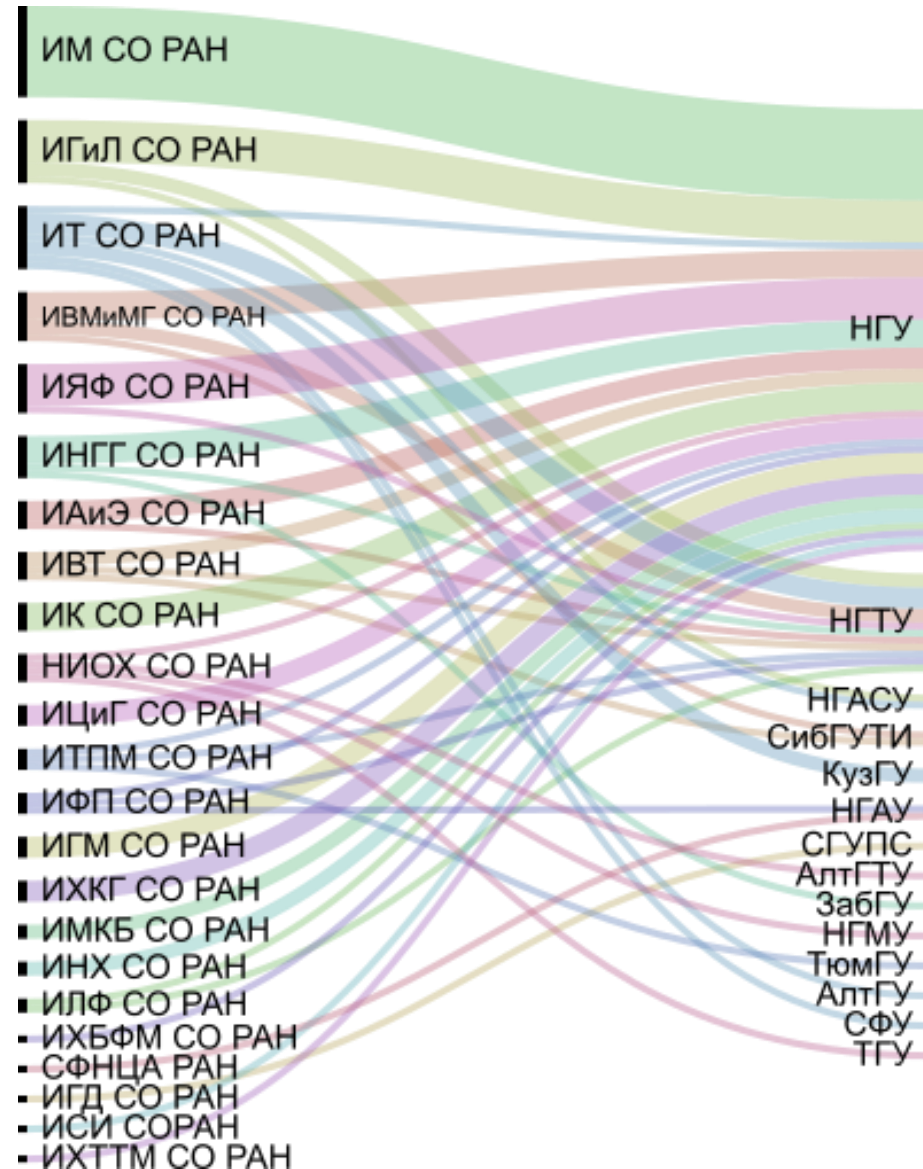 ИМ СО РАН
ИГиЛ СО РАН
ИТ СО РАН
ИВМиМГ СО РАН
ИЯФ СО РАН
ИНГГ СО РАН
ИАиЭ СО РАН
ИВТ СО РАН
ИК СО РАН
НИОХ СО РАН
ИЦиГ СО РАН
ИТПМ СО РАН
ИФП СО РАН
ИГМ СО РАН
ИХКГ СО РАН
ИМКБ СО РАН
ИНХ СО РАН
ИЛФ СО РАН
ИХБФМ СО РАН
СФНЦА РАН
ИГД СО РАН
ИСИ СОРАН
ИХТТМ СО РАН
НГУ
НГТУ
НГАСУ
СибГУТИ
КузГУ
НГАУ
СГУПС
АлтГТУ
ЗабГУ
НГМУ
ТюмГУ
АлтГУ
СФУ
ТГУ